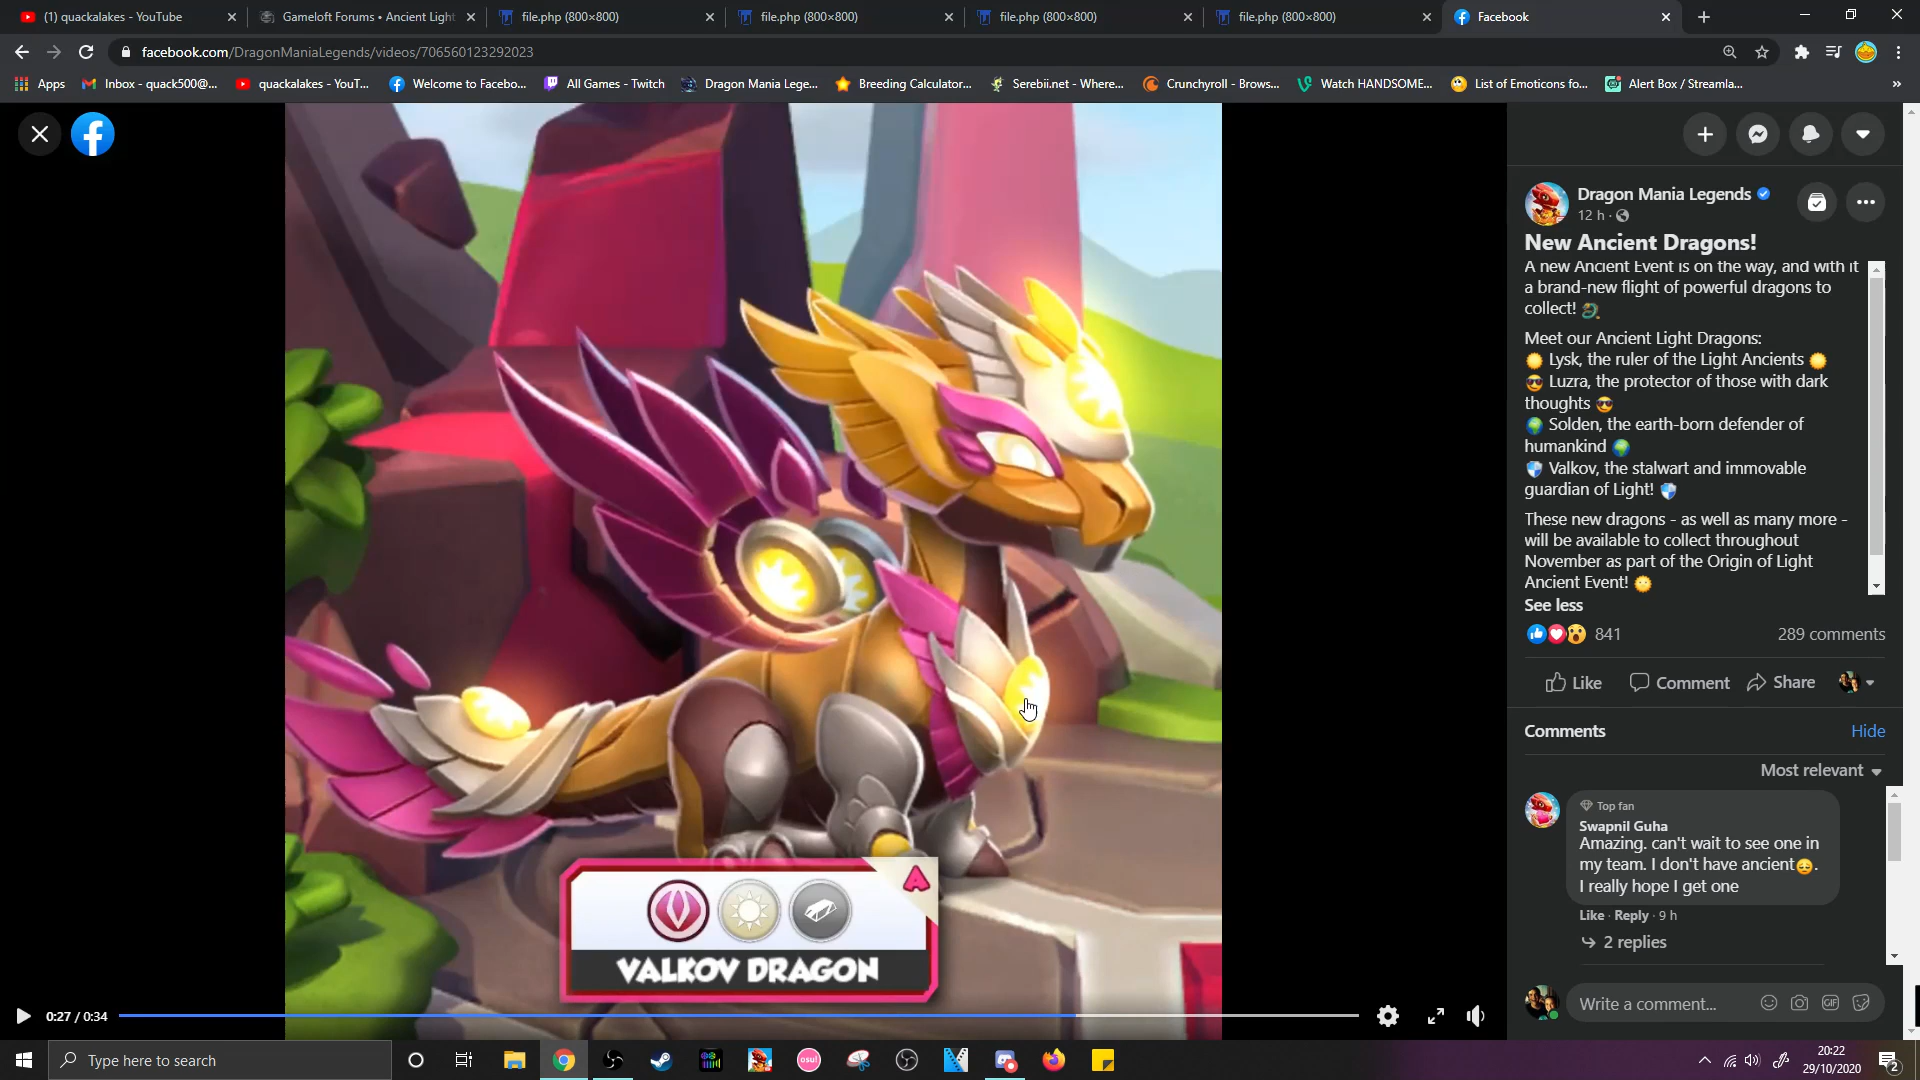 (1) quackalakes - YouTube
Gameloft Forums • Ancient Light
file.php (800×800)
file.php (800×800)
file.php (800×800)
file.php (800×800)
Facebook
facebook.com/DragonManiaLegends/videos/706560123292023
Apps
Inbox - quack500@...
quackalakes - YouT...
Welcome to Facebo...
All Games - Twitch
Dragon Mania Lege...
Breeding Calculator...
Serebii.net - Where...
Crunchyroll - Brows...
Watch HANDSOME...
List of Emoticons fo...
Alert Box / Streamla...
»
Dragon Mania Legends
12 h ·
New Ancient Dragons!
A new Ancient Event is on the way, and with it
a brand-new flight of powerful dragons to
collect!
Meet our Ancient Light Dragons:
Lysk, the ruler of the Light Ancients
Luzra, the protector of those with dark
thoughts
Solden, the earth-born defender of
humankind
Valkov, the stalwart and immovable
guardian of Light!
These new dragons - as well as many more -
will be available to collect throughout
November as part of the Origin of Light
Ancient Event!
See less
841
289 comments
Like
Comment
Share
Comments
Hide
Most relevant
Top fan
Swapnil Guha
Amazing. can't wait to see one in
my team. I don't have ancient😔.
I really hope I get one
Like · Reply · 9 h
2 replies
Write a comment...
GIF
A
VALKOV DRAGON
0:27 / 0:34
Type here to search
osu!
20:22
29/10/2020
2